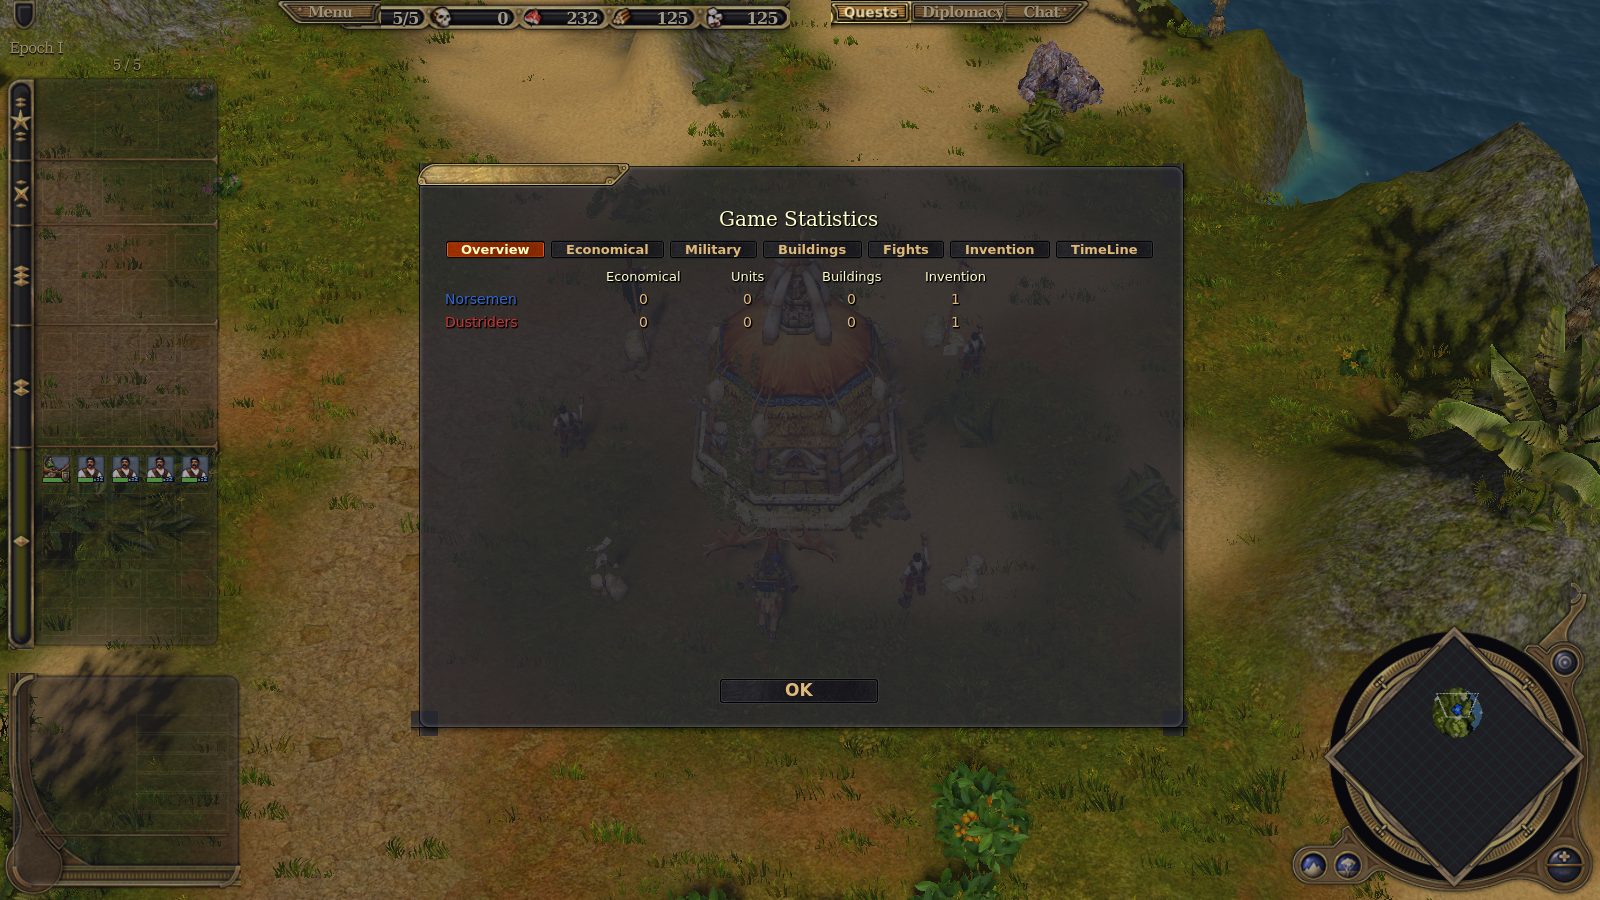 Menu 5/5 0 232 125 125 Quests Diplomacy Chat
Epoch I
5 / 5
Game Statistics
Overview Economical Military Buildings Fights Invention TimeLine
Economical Units Buildings Invention
Norsemen 0 0 0 1
Dustriders 0 0 0 1
OK